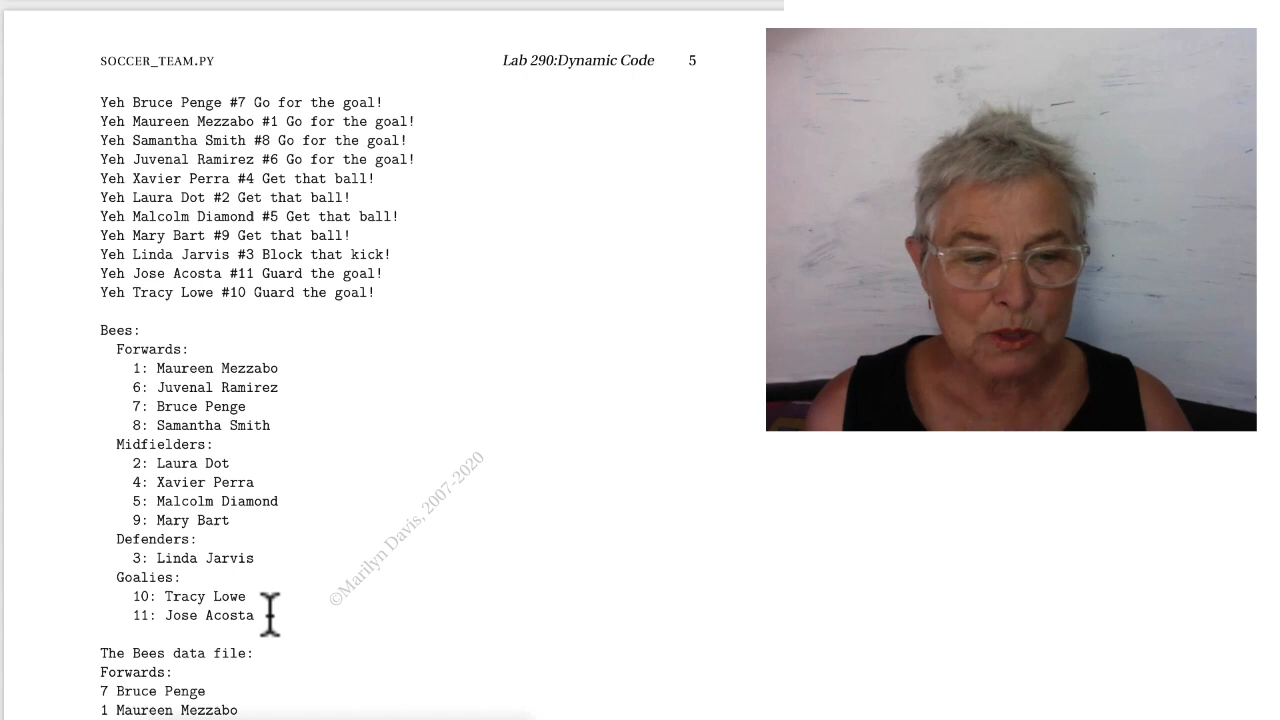 SOCCER_TEAM.PY Lab 290:Dynamic Code 5
Yeh Bruce Penge #7 Go for the goal!
Yeh Maureen Mezzabo #1 Go for the goal!
Yeh Samantha Smith #8 Go for the goal!
Yeh Juvenal Ramirez #6 Go for the goal!
Yeh Xavier Perra #4 Get that ball!
Yeh Laura Dot #2 Get that ball!
Yeh Malcolm Diamond #5 Get that ball!
Yeh Mary Bart #9 Get that ball!
Yeh Linda Jarvis #3 Block that kick!
Yeh Jose Acosta #11 Guard the goal!
Yeh Tracy Lowe #10 Guard the goal!
Bees:
Forwards:
1: Maureen Mezzabo
6: Juvenal Ramirez
7: Bruce Penge
8: Samantha Smith
Midfielders:
2: Laura Dot
4: Xavier Perra
5: Malcolm Diamond
9: Mary Bart
Defenders:
3: Linda Jarvis
Goalies:
10: Tracy Lowe
11: Jose Acosta
©Marilyn Davis, 2007-2020
The Bees data file:
Forwards:
7 Bruce Penge
1 Maureen Mezzabo